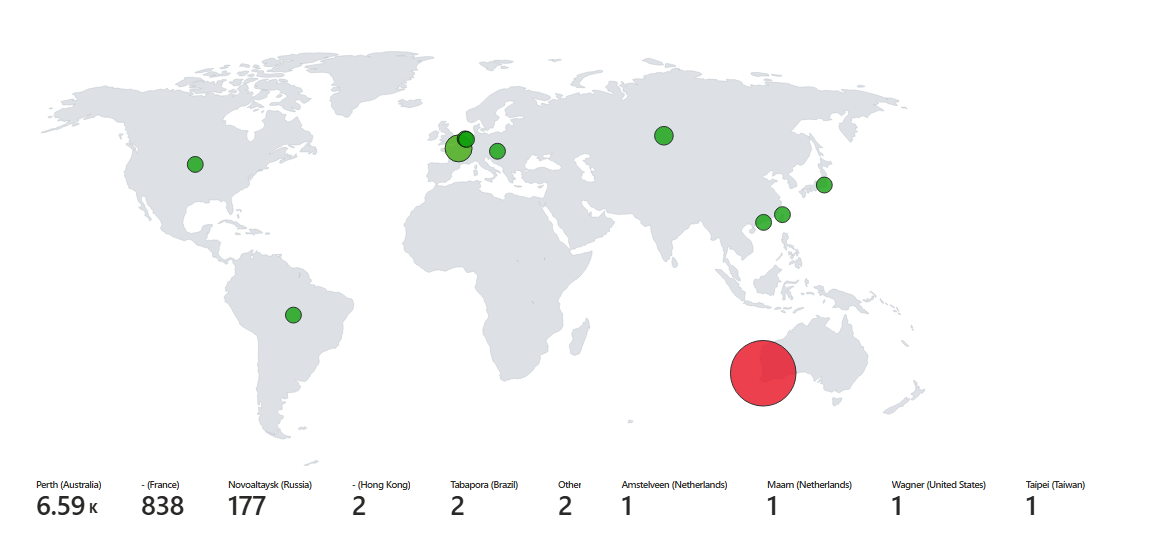 Perth (Australia) - (France) Novoaltaysk (Russia) - (Hong Kong) Tabapora (Brazil) Other Amstelveen (Netherlands) Maarn (Netherlands) Wagner (United States) Taipei (Taiwan)
6.59 K 838 177 2 2 2 1 1 1 1